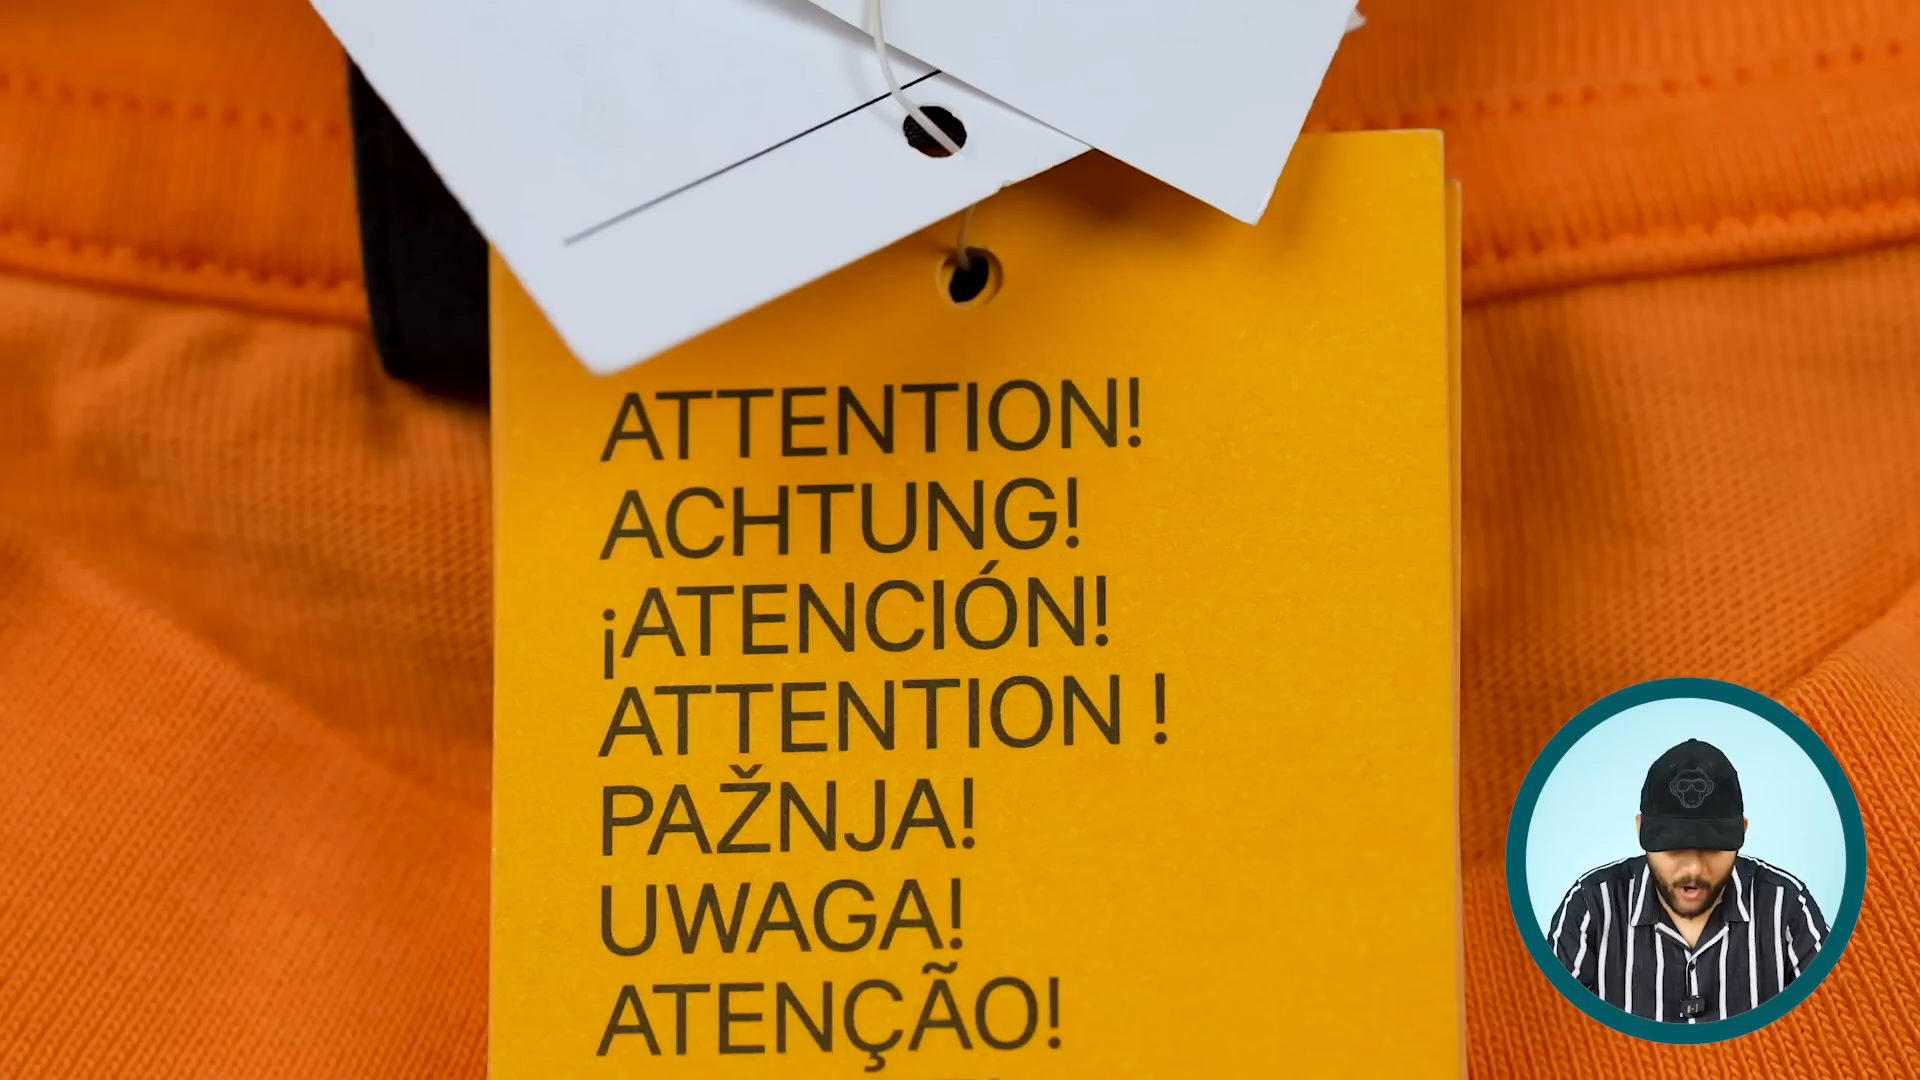 ATTENTION!
ACHTUNG!
¡ATENCIÓN!
ATTENTION !
PAŽNJA!
UWAGA!
ATENÇÃO!